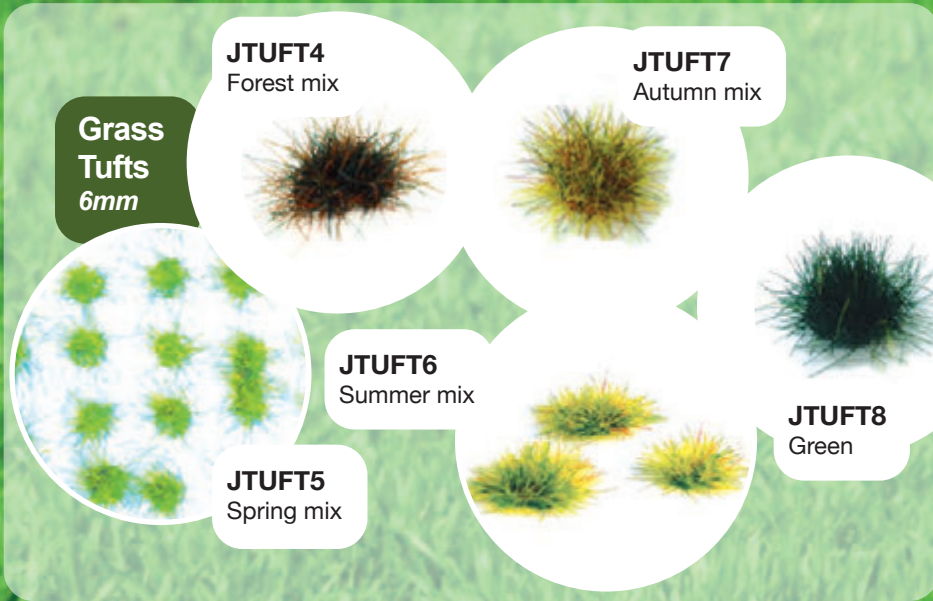 Grass
Tufts
6mm
JTUFT4
Forest mix
JTUFT7
Autumn mix
JTUFT6
Summer mix
JTUFT8
Green
JTUFT5
Spring mix